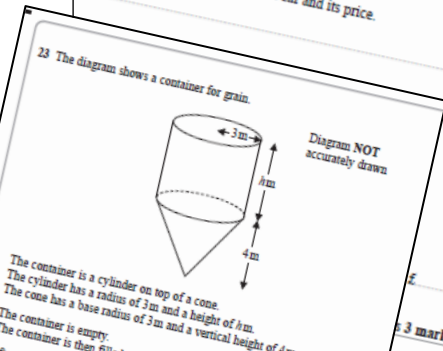 and its price.
23 The diagram shows a container for grain.
3m
Diagram NOT
accurately drawn
hm
4m
The container is a cylinder on top of a cone.
The cylinder has a radius of 3m and a height of hm.
The cone has a base radius of 3m and a vertical height of 4m
The container is empty.
The container is then
£
3